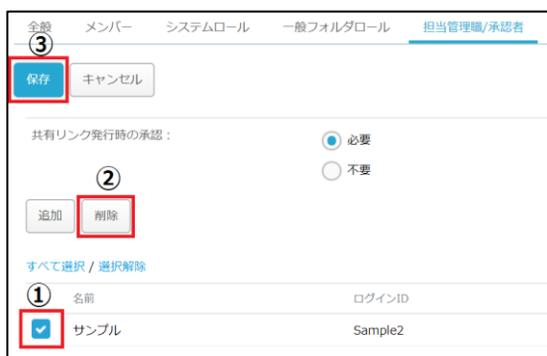 全般 メンバー システムロール 一般フォルダロール 担当管理職/承認者
③
保存 キャンセル
共有リンク発行時の承認： 必要
不要
②
追加 削除
すべて選択 / 選択解除
① 名前 ログインID
サンプル Sample2